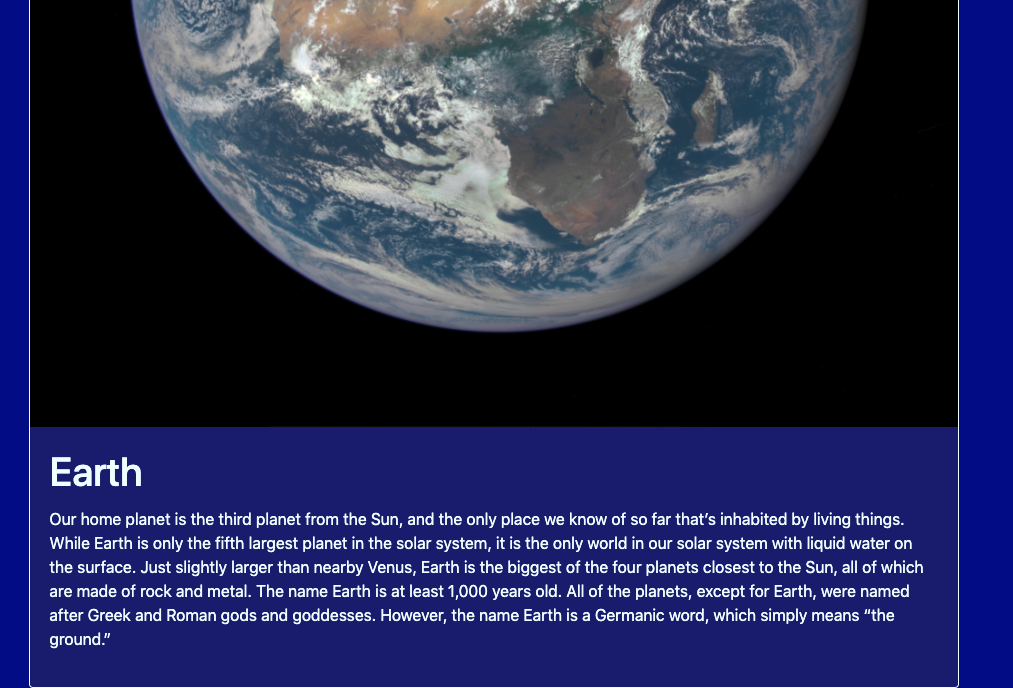 Earth
Our home planet is the third planet from the Sun, and the only place we know of so far that’s inhabited by living things.
While Earth is only the fifth largest planet in the solar system, it is the only world in our solar system with liquid water on
the surface. Just slightly larger than nearby Venus, Earth is the biggest of the four planets closest to the Sun, all of which
are made of rock and metal. The name Earth is at least 1,000 years old. All of the planets, except for Earth, were named
after Greek and Roman gods and goddesses. However, the name Earth is a Germanic word, which simply means “the
ground.”